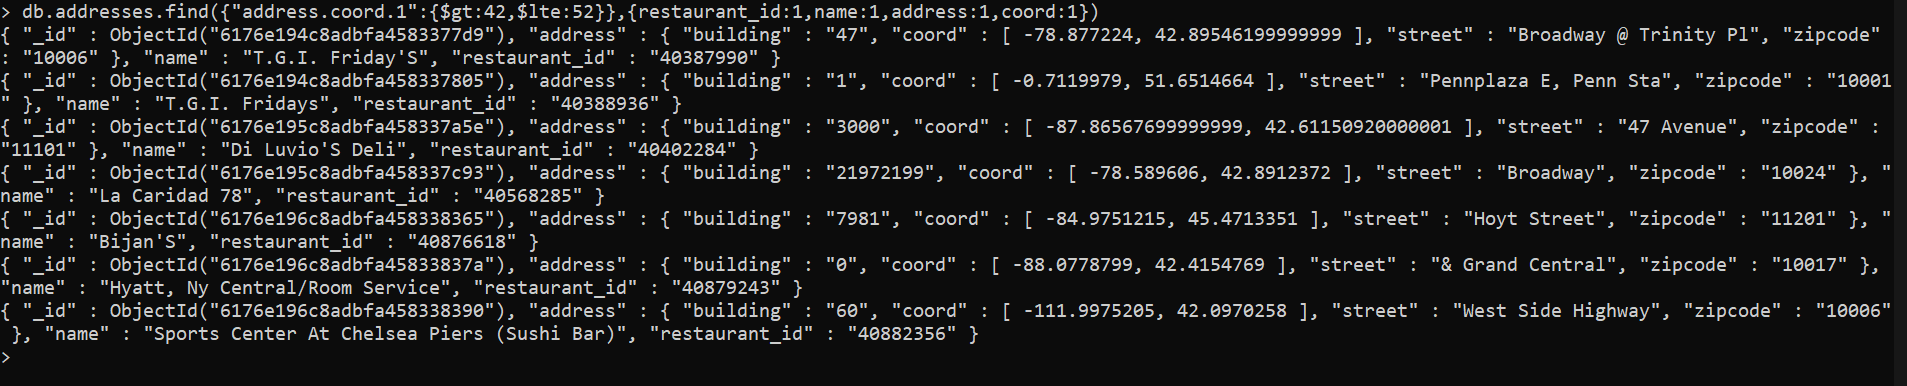 > db.addresses.find({"address.coord.1":{$gt:42,$lte:52}},{restaurant_id:1,name:1,address:1,coord:1})
{ "_id" : ObjectId("6176e194c8adbfa4583377d9"), "address" : { "building" : "47", "coord" : [ -78.877224, 42.89546199999999 ], "street" : "Broadway @ Trinity Pl", "zipcode"
: "10006" }, "name" : "T.G.I. Friday'S", "restaurant_id" : "40387990" }
{ "_id" : ObjectId("6176e194c8adbfa458337805"), "address" : { "building" : "1", "coord" : [ -0.7119979, 51.6514664 ], "street" : "Pennplaza E, Penn Sta", "zipcode" : "10001
" }, "name" : "T.G.I. Fridays", "restaurant_id" : "40388936" }
{ "_id" : ObjectId("6176e195c8adbfa458337a5e"), "address" : { "building" : "3000", "coord" : [ -87.86567699999999, 42.61150920000001 ], "street" : "47 Avenue", "zipcode" :
"11101" }, "name" : "Di Luvio'S Deli", "restaurant_id" : "40402284" }
{ "_id" : ObjectId("6176e195c8adbfa458337c93"), "address" : { "building" : "21972199", "coord" : [ -78.589606, 42.8912372 ], "street" : "Broadway", "zipcode" : "10024" }, "
name" : "La Caridad 78", "restaurant_id" : "40568285" }
{ "_id" : ObjectId("6176e196c8adbfa458338365"), "address" : { "building" : "7981", "coord" : [ -84.9751215, 45.4713351 ], "street" : "Hoyt Street", "zipcode" : "11201" }, "
name" : "Bijan'S", "restaurant_id" : "40876618" }
{ "_id" : ObjectId("6176e196c8adbfa45833837a"), "address" : { "building" : "0", "coord" : [ -88.0778799, 42.4154769 ], "street" : "& Grand Central", "zipcode" : "10017" },
"name" : "Hyatt, Ny Central/Room Service", "restaurant_id" : "40879243" }
{ "_id" : ObjectId("6176e196c8adbfa458338390"), "address" : { "building" : "60", "coord" : [ -111.9975205, 42.0970258 ], "street" : "West Side Highway", "zipcode" : "10006"
 }, "name" : "Sports Center At Chelsea Piers (Sushi Bar)", "restaurant_id" : "40882356" }
>